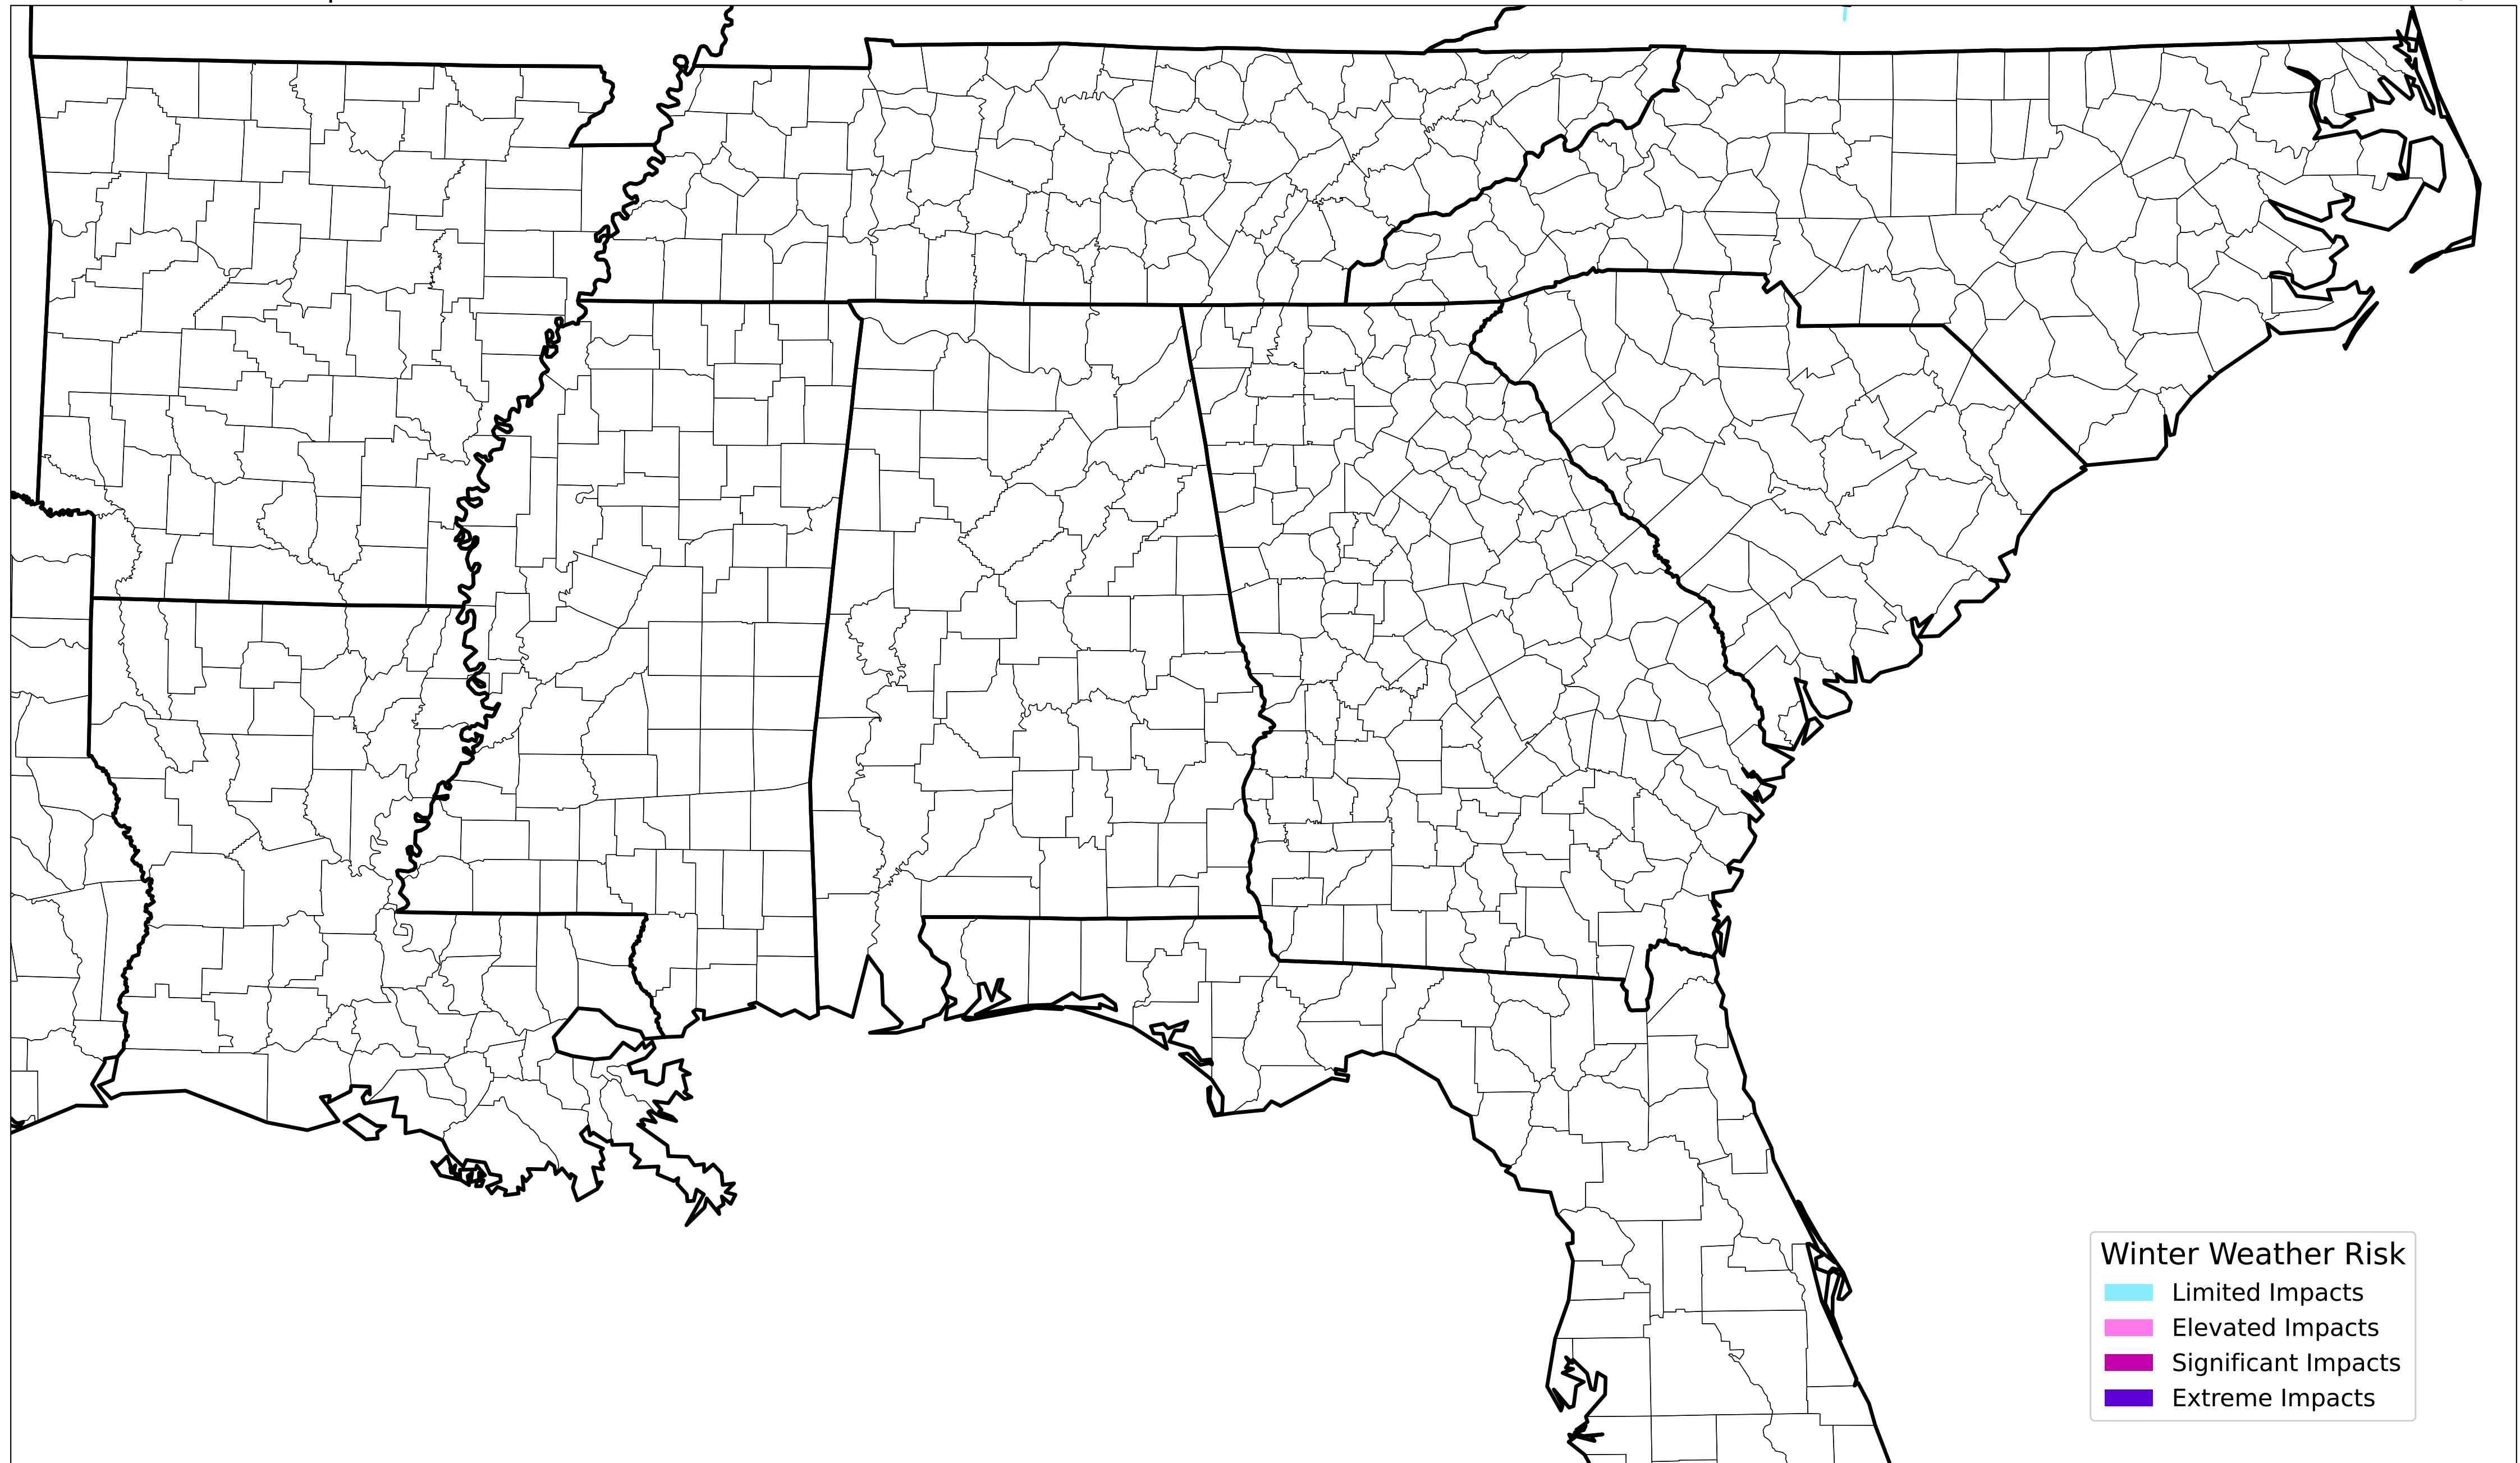 Winter Weather Risk
Limited Impacts
Elevated Impacts
Significant Impacts
Extreme Impacts